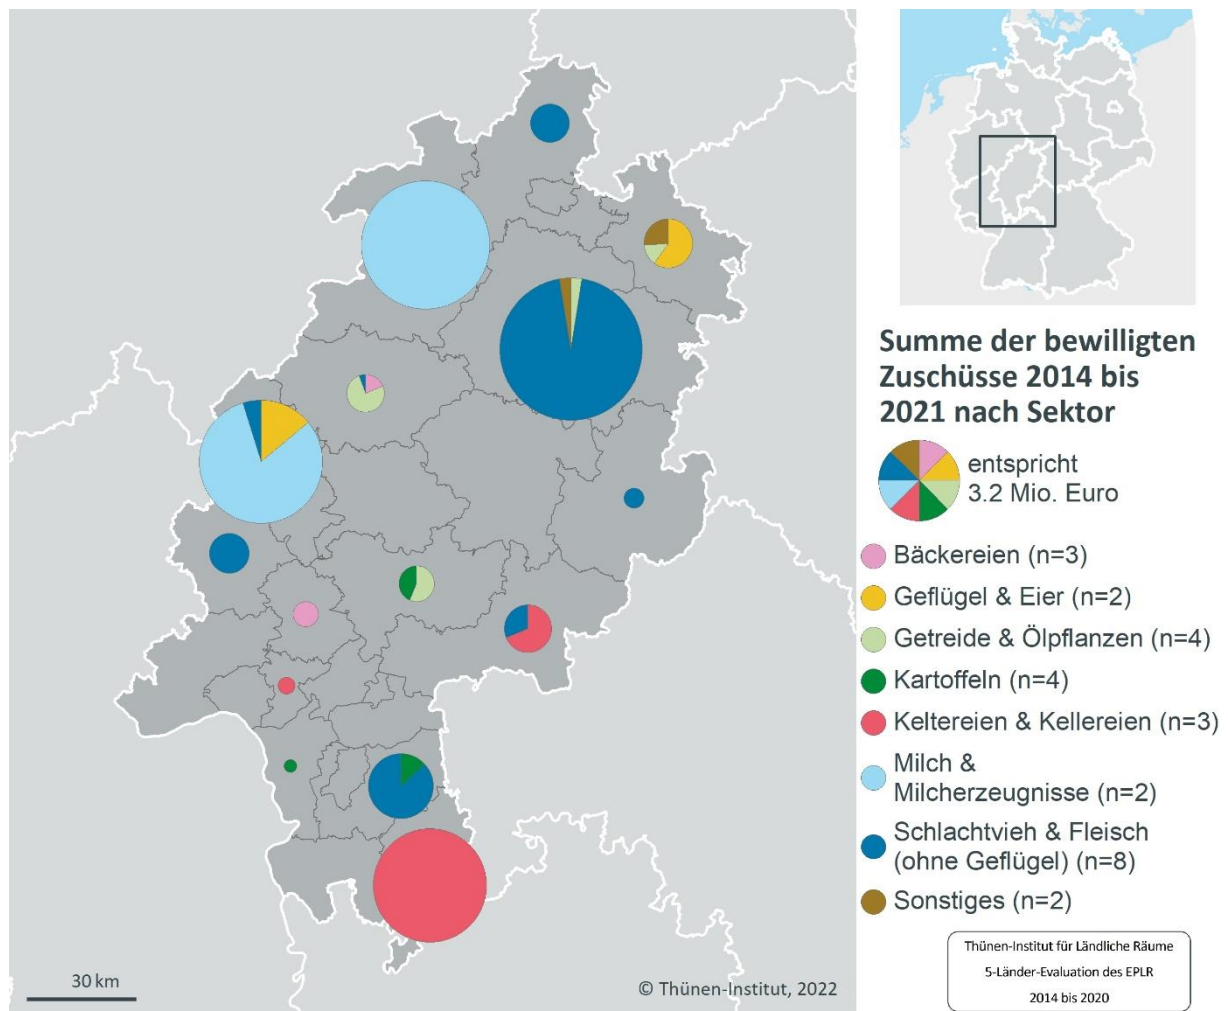 Summe der bewilligten
Zuschüsse 2014 bis
2021 nach Sektor
entspricht
3.2 Mio. Euro
Bäckereien (n=3)
Geflügel & Eier (n=2)
Getreide & Ölpflanzen (n=4)
Kartoffeln (n=4)
Keltereien & Kellereien (n=3)
Milch &
Milcherzeugnisse (n=2)
Schlachtvieh & Fleisch
(ohne Geflügel) (n=8)
Sonstiges (n=2)
Thünen-Institut für Ländliche Räume
5-Länder-Evaluation des EPLR
2014 bis 2020
30 km
© Thünen-Institut, 2022